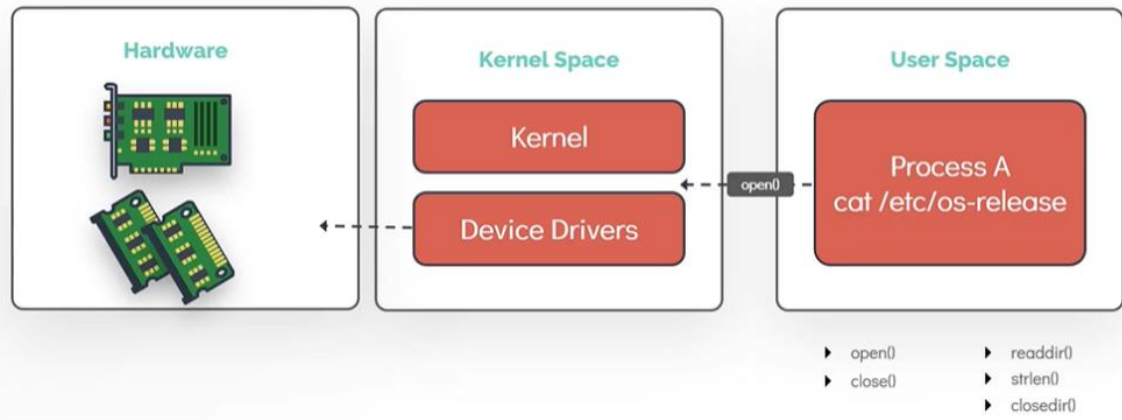 Hardware
Kernel Space
User Space
Kernel
Device Drivers
open()
Process A
cat /etc/os-release
open()
close()
readdir()
strlen()
closedir()